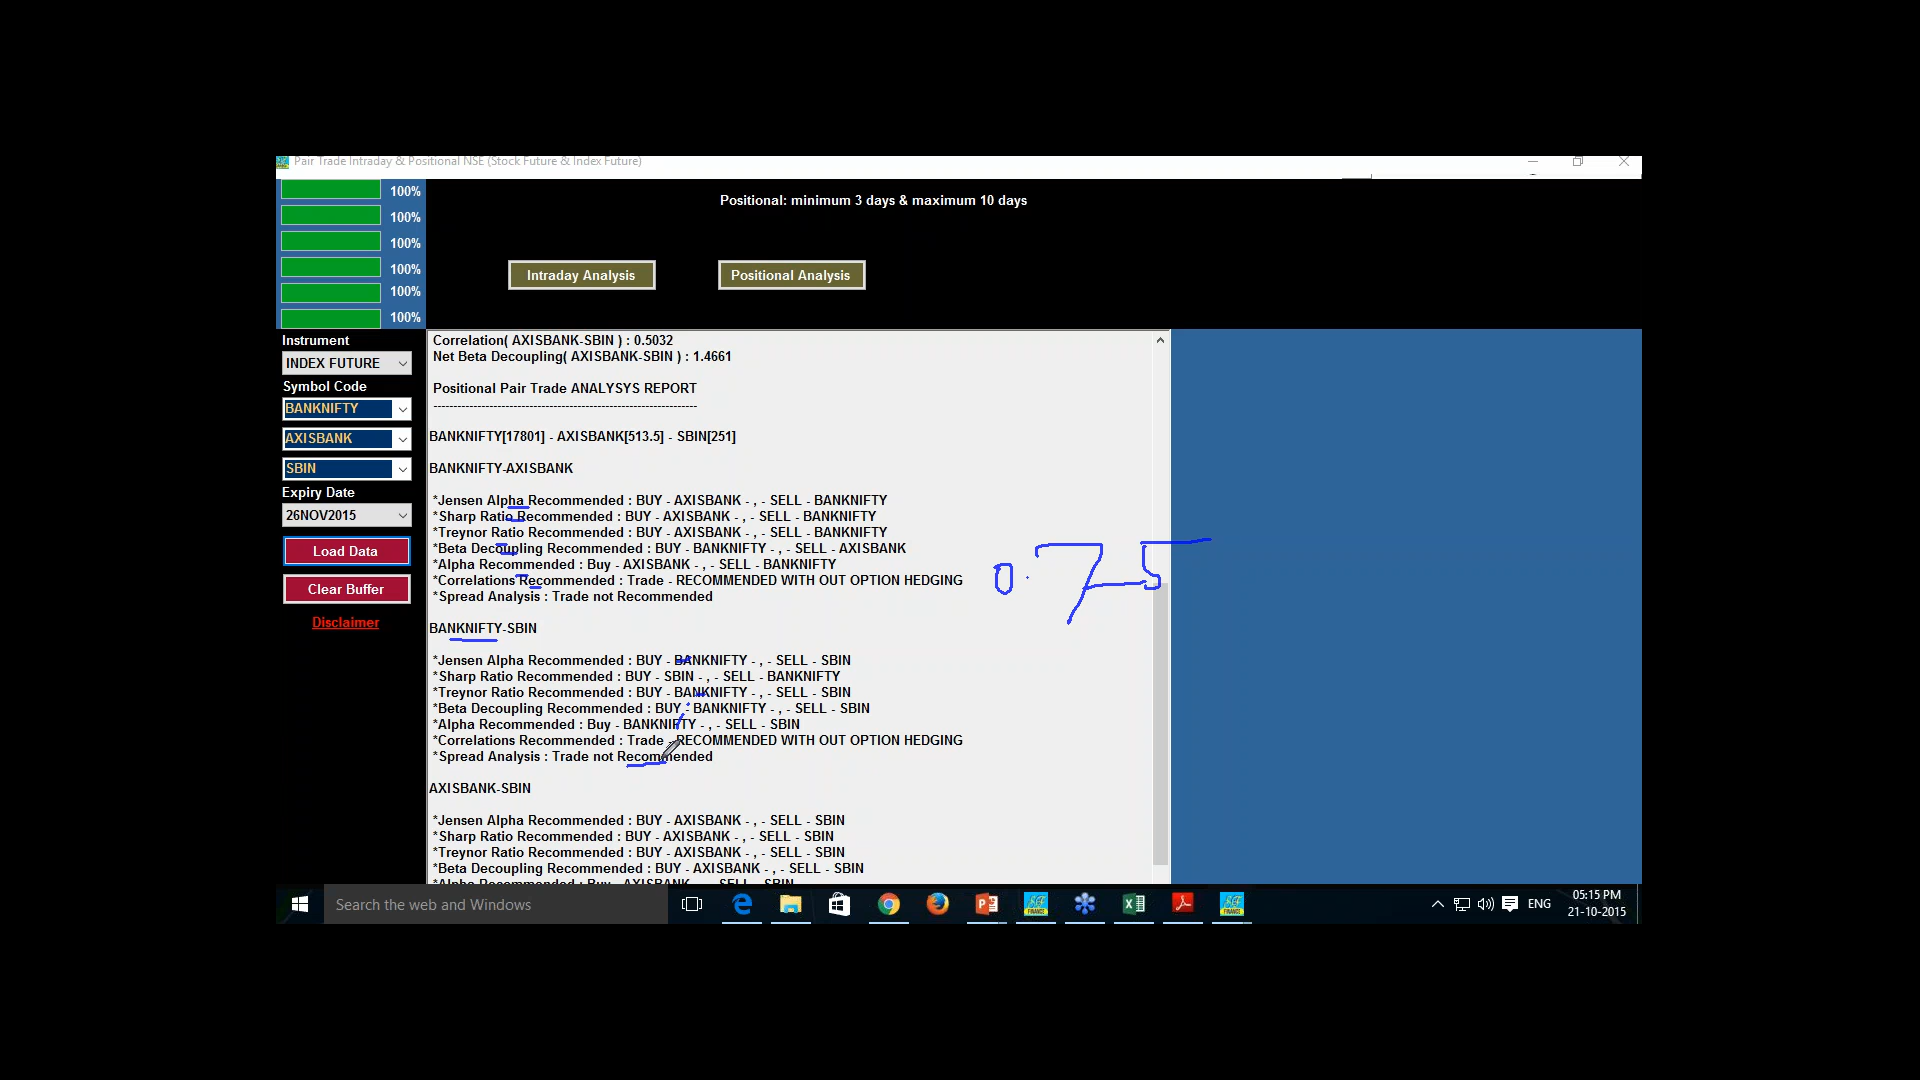 Pair Trade Intraday & Positional NSE (Stock Future & Index Future)
100%
100%
100%
100%
100%
100%
Positional: minimum 3 days & maximum 10 days
Intraday Analysis
Positional Analysis
Instrument
INDEX FUTURE
Symbol Code
BANKNIFTY
AXISBANK
SBIN
Expiry Date
26NOV2015
Load Data
Clear Buffer
Disclaimer
Correlation( AXISBANK-SBIN ) : 0.5032
Net Beta Decoupling( AXISBANK-SBIN ) : 1.4661
Positional Pair Trade ANALYSYS REPORT
------------------------------------------------------------------
BANKNIFTY[17801] - AXISBANK[513.5] - SBIN[251]
BANKNIFTY-AXISBANK
*Jensen Alpha Recommended : BUY - AXISBANK - , - SELL - BANKNIFTY
*Sharp Ratio Recommended : BUY - AXISBANK - , - SELL - BANKNIFTY
*Treynor Ratio Recommended : BUY - AXISBANK - , - SELL - BANKNIFTY
*Beta Decoupling Recommended : BUY - BANKNIFTY - , - SELL - AXISBANK
*Alpha Recommended : Buy - AXISBANK - , - SELL - BANKNIFTY
*Correlations Recommended : Trade - RECOMMENDED WITH OUT OPTION HEDGING
*Spread Analysis : Trade not Recommended
0.75
BANKNIFTY-SBIN
*Jensen Alpha Recommended : BUY - BANKNIFTY - , - SELL - SBIN
*Sharp Ratio Recommended : BUY - SBIN - , - SELL - BANKNIFTY
*Treynor Ratio Recommended : BUY - BANKNIFTY - , - SELL - SBIN
*Beta Decoupling Recommended : BUY - BANKNIFTY - , - SELL - SBIN
*Alpha Recommended : Buy - BANKNIFTY - , - SELL - SBIN
*Correlations Recommended : Trade - RECOMMENDED WITH OUT OPTION HEDGING
*Spread Analysis : Trade not Recommended
AXISBANK-SBIN
*Jensen Alpha Recommended : BUY - AXISBANK - , - SELL - SBIN
*Sharp Ratio Recommended : BUY - AXISBANK - , - SELL - SBIN
*Treynor Ratio Recommended : BUY - AXISBANK - , - SELL - SBIN
*Beta Decoupling Recommended : BUY - AXISBANK - , - SELL - SBIN
*Alpha Recommended : Buy - AXISBANK - , - SELL - SBIN
Search the web and Windows
ENG
05:15 PM
21-10-2015